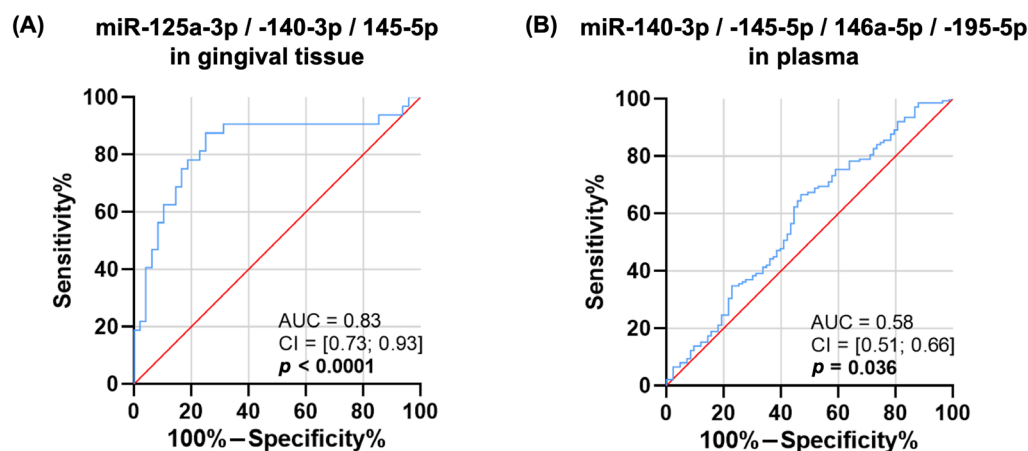 (A) miR-125a-3p / -140-3p / 145-5p
in gingival tissue
100
80
60
40
20
0
Sensitivity%
AUC = 0.83
CI = [0.73; 0.93]
p < 0.0001
0 20 40 60 80 100
100%–Specificity%
(B) miR-140-3p / -145-5p / 146a-5p / -195-5p
in plasma
100
80
60
40
20
0
Sensitivity%
AUC = 0.58
CI = [0.51; 0.66]
p = 0.036
0 20 40 60 80 100
100%–Specificity%